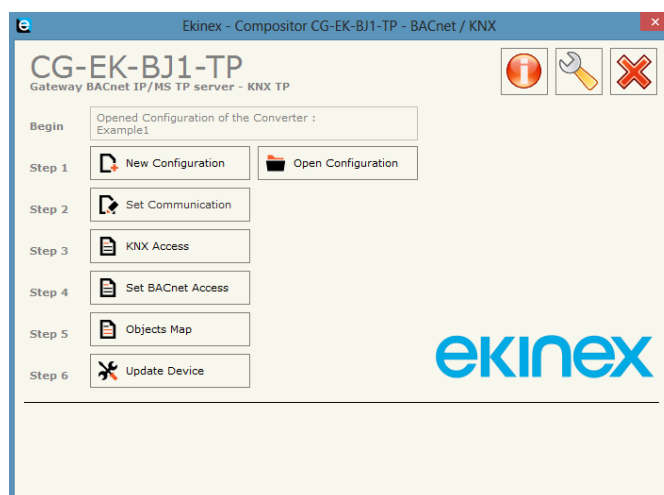 Ekinex - Compositor CG-EK-BJ1-TP - BACnet / KNX
CG-EK-BJ1-TP
Gateway BACnet IP/MS TP server - KNX TP
Begin
Opened Configuration of the Converter :
Example1
Step 1
New Configuration
Open Configuration
Step 2
Set Communication
Step 3
KNX Access
Step 4
Set BACnet Access
Step 5
Objects Map
Step 6
Update Device
ekinex